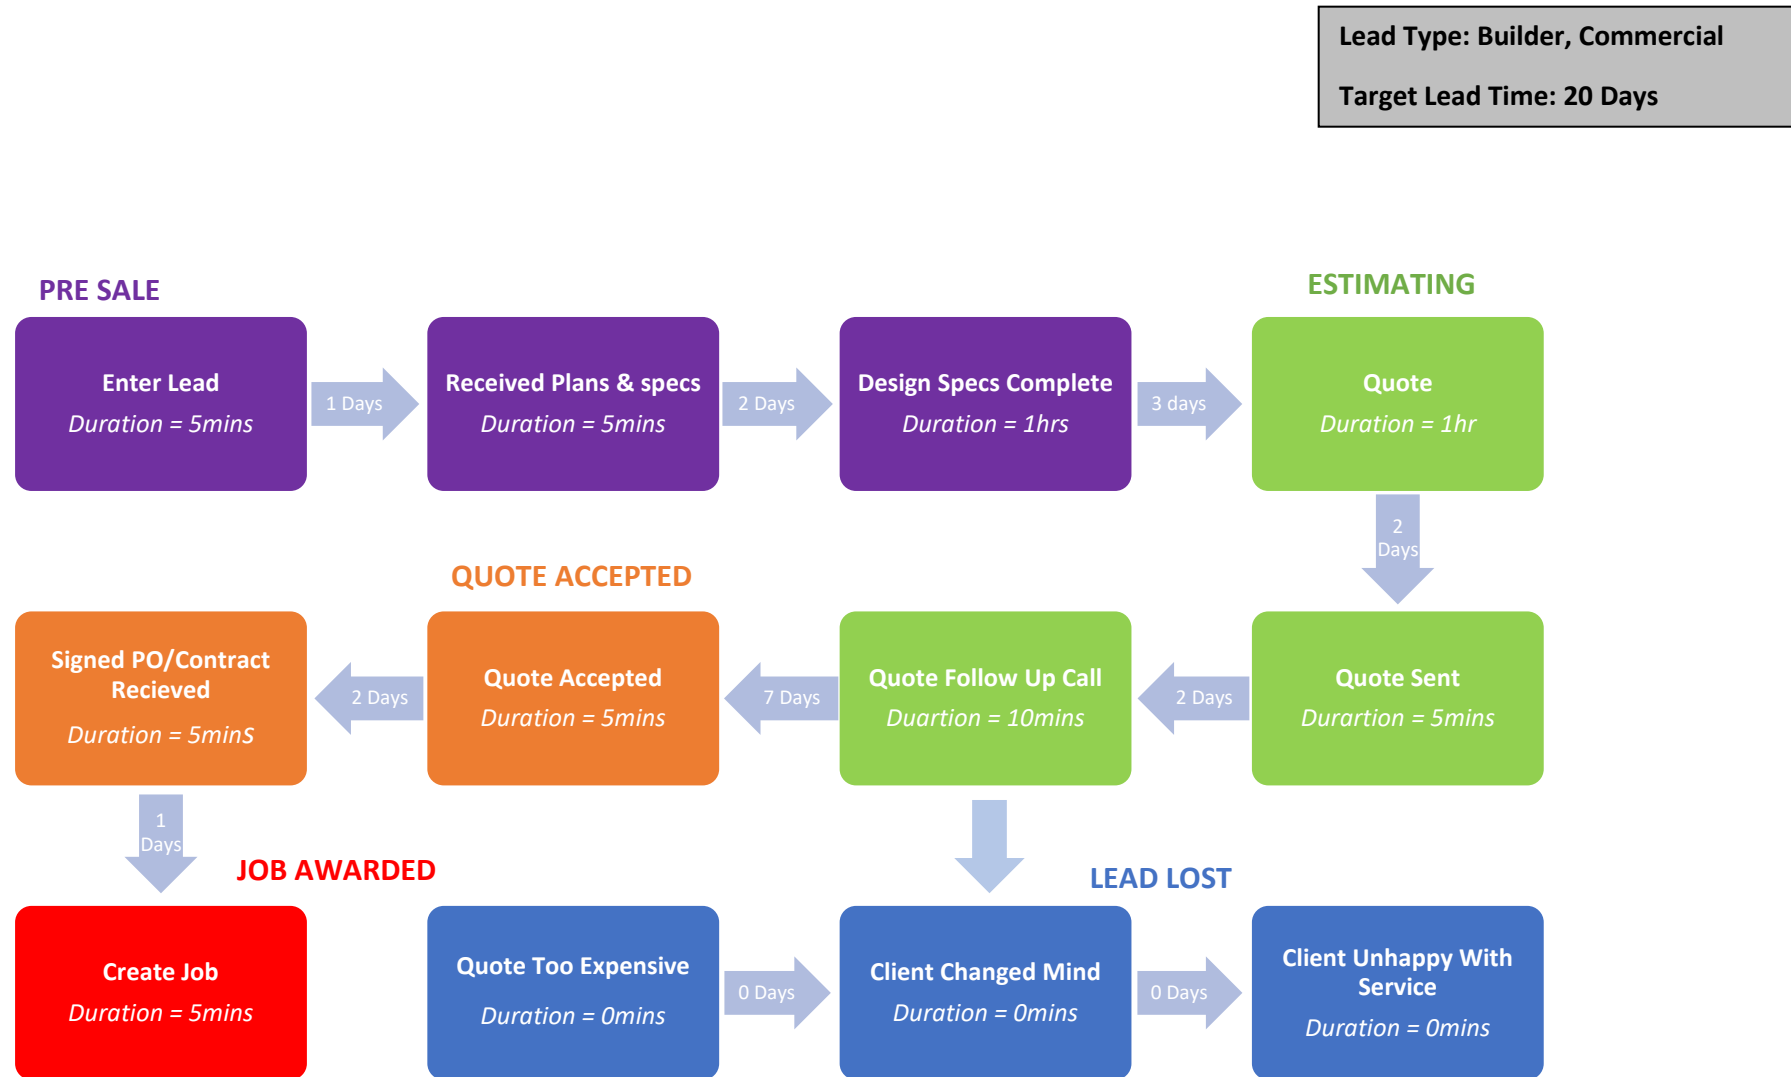 Lead Type: Builder, Commercial
Target Lead Time: 20 Days
PRE SALE
ESTIMATING
Enter Lead
Duration = 5mins
1 Days
Received Plans & specs
Duration = 5mins
2 Days
Design Specs Complete
Duration = 1hrs
3 days
Quote
Duration = 1hr
2
Days
QUOTE ACCEPTED
Signed PO/Contract
Recieved
Duration = 5mins
2 Days
Quote Accepted
Duration = 5mins
7 Days
Quote Follow Up Call
Duartion = 10mins
2 Days
Quote Sent
Durartion = 5mins
1
Days
JOB AWARDED
LEAD LOST
Create Job
Duration = 5mins
Quote Too Expensive
Duration = 0mins
0 Days
Client Changed Mind
Duration = 0mins
0 Days
Client Unhappy With
Service
Duration = 0mins